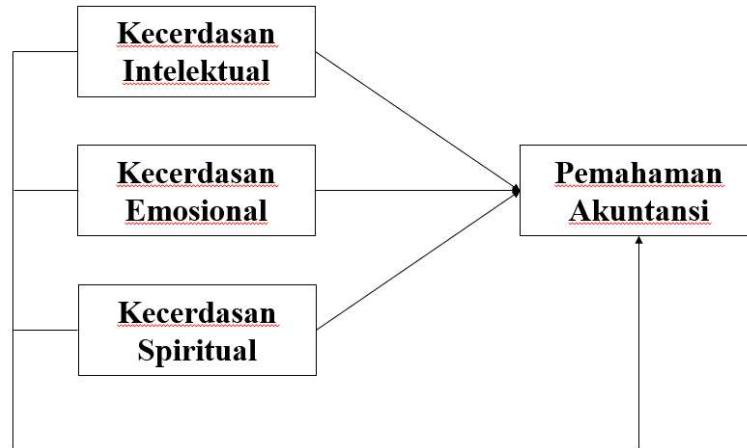 Kecerdasan
Intelektual
Kecerdasan
Emosional
Pemahaman
Akuntansi
Kecerdasan
Spiritual